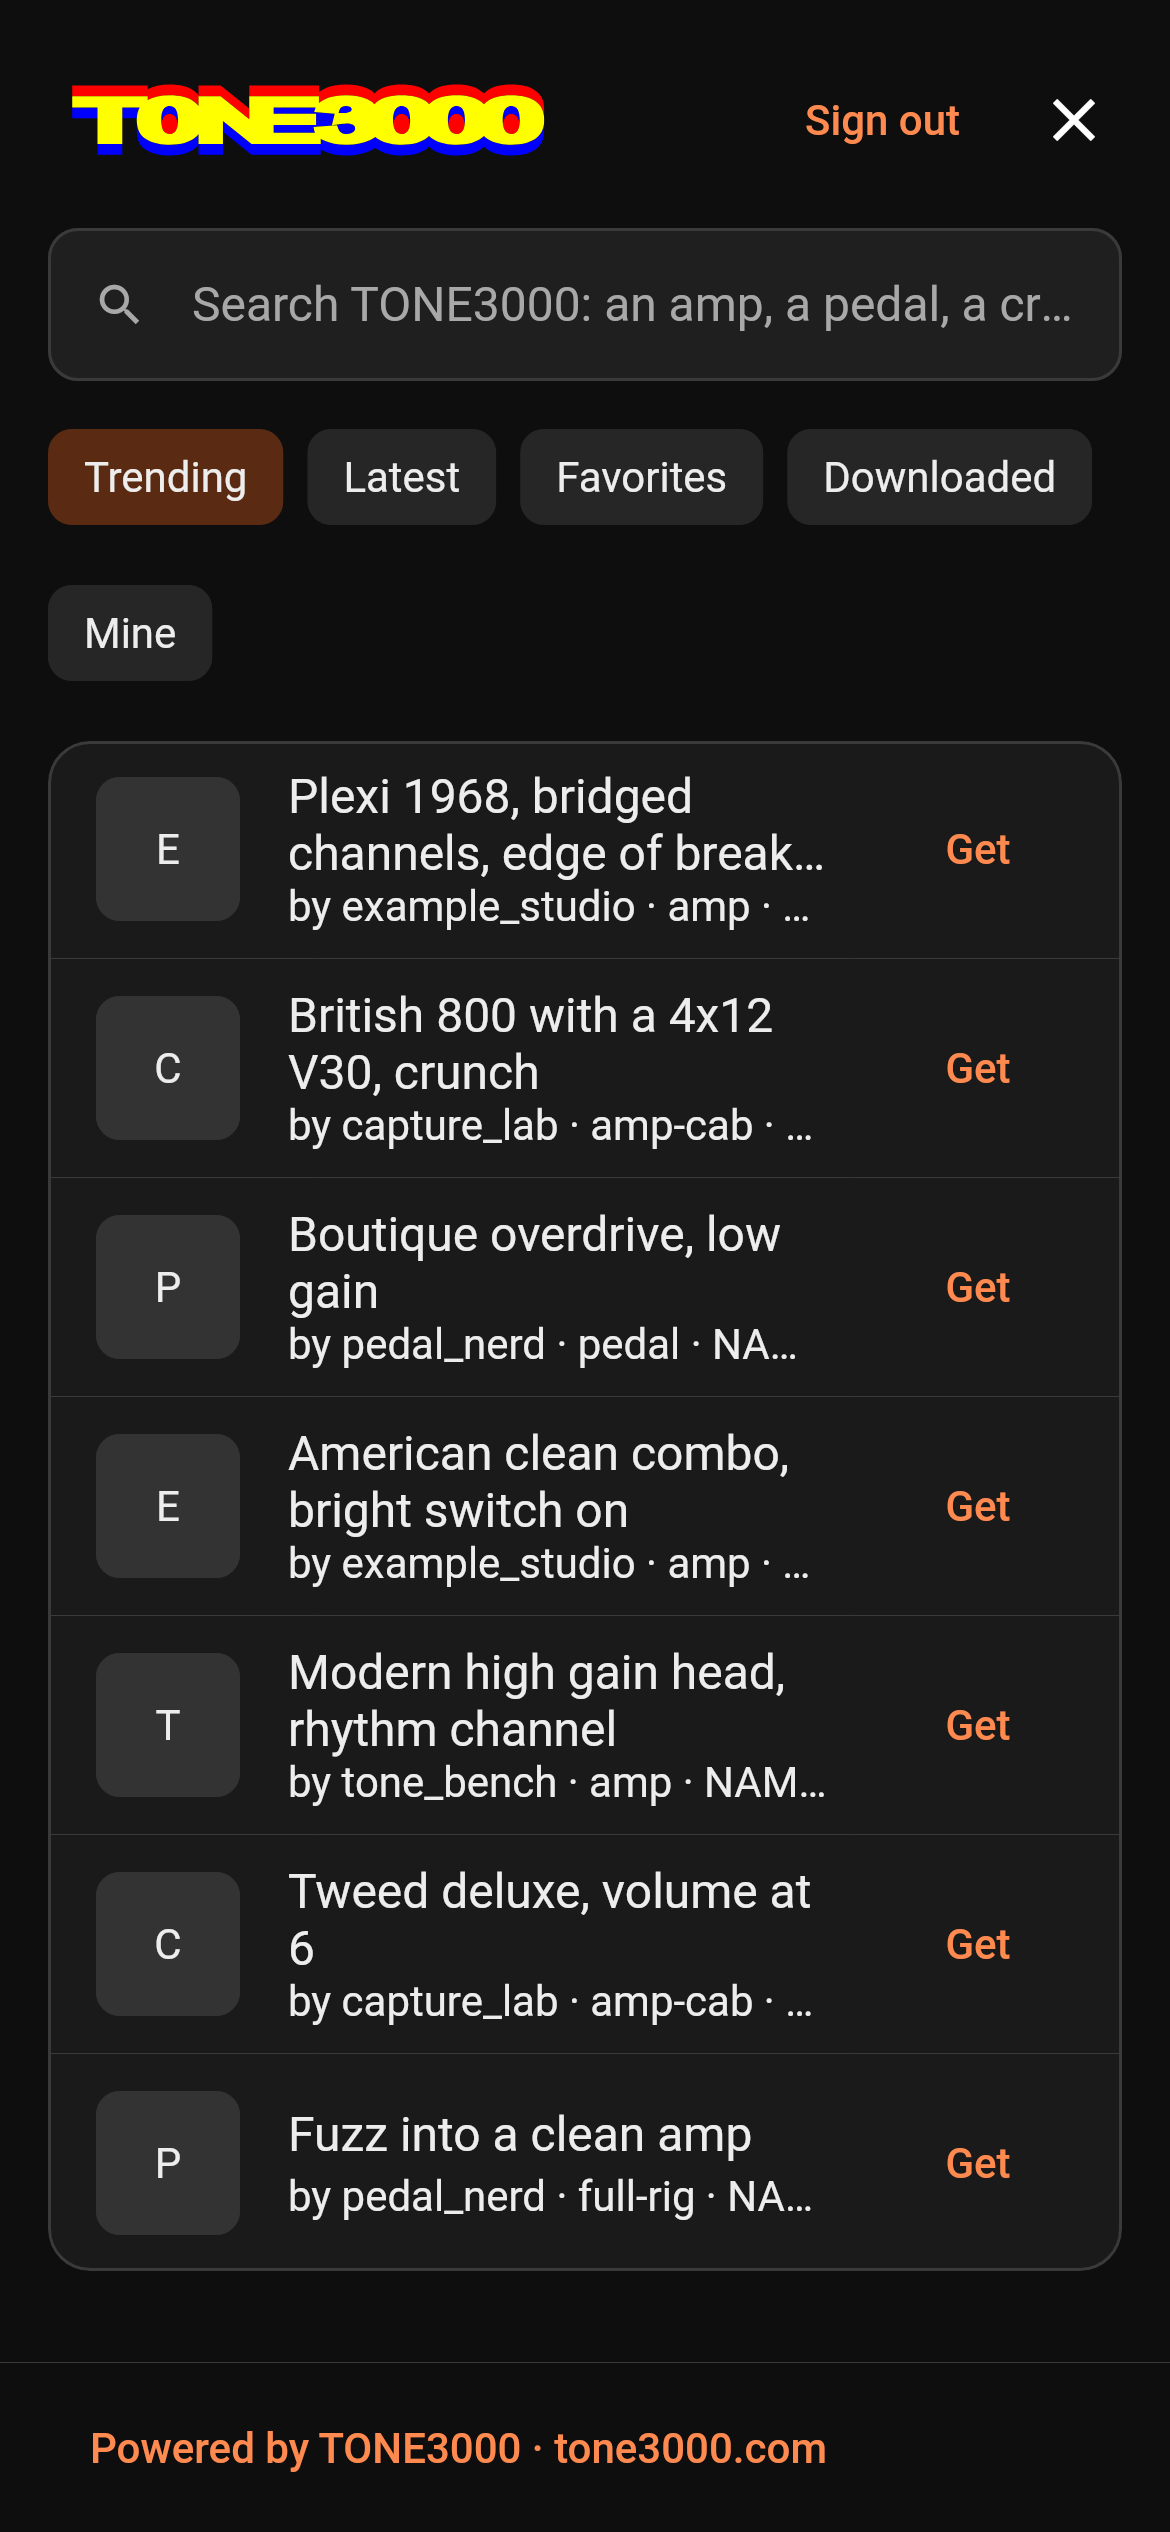 TONE3000
Sign out
Search TONE3000: an amp, a pedal, a cr...
Trending
Latest
Favorites
Downloaded
Mine
E
Plexi 1968, bridged
channels, edge of break...
by example_studio · amp · ...
Get
C
British 800 with a 4x12
V30, crunch
by capture_lab · amp-cab · ...
Get
P
Boutique overdrive, low
gain
by pedal_nerd · pedal · NA...
Get
E
American clean combo,
bright switch on
by example_studio · amp · ...
Get
T
Modern high gain head,
rhythm channel
by tone_bench · amp · NAM...
Get
C
Tweed deluxe, volume at
6
by capture_lab · amp-cab · ...
Get
P
Fuzz into a clean amp
by pedal_nerd · full-rig · NA...
Get
Powered by TONE3000 · tone3000.com